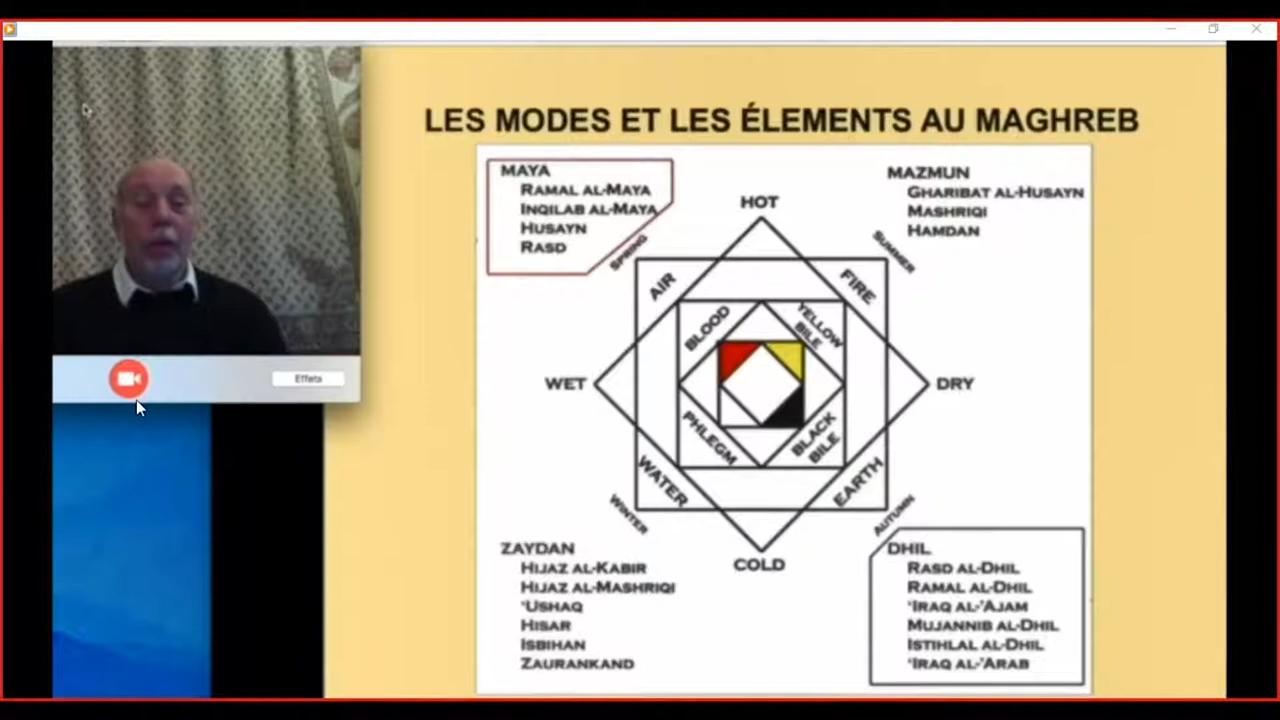 LES MODES ET LES ÉLEMENTS AU MAGHREB
MAYA
RAMAL AL-MAYA
INQILAB AL-MAYA
HUSAYN
RASD
MAZMUN
GHARIBAT AL-HUSAYN
MASHRIQI
HAMDAN
HOT
SPRING
SUMMER
AIR
FIRE
BLOOD
YELLOW
BILE
WET
DRY
PHLEGM
BLACK
BILE
WATER
EARTH
WINTER
AUTUMN
COLD
ZAYDAN
HIJAZ AL-KABIR
HIJAZ AL-MASHRIQI
'USHAQ
HISAR
ISBIHAN
ZAURANKAND
DHIL
RASD AL-DHIL
RAMAL AL-DHIL
'IRAQ AL-'AJAM
MUJANNIB AL-DHIL
ISTIHLAL AL-DHIL
'IRAQ AL-'ARAB
Effets